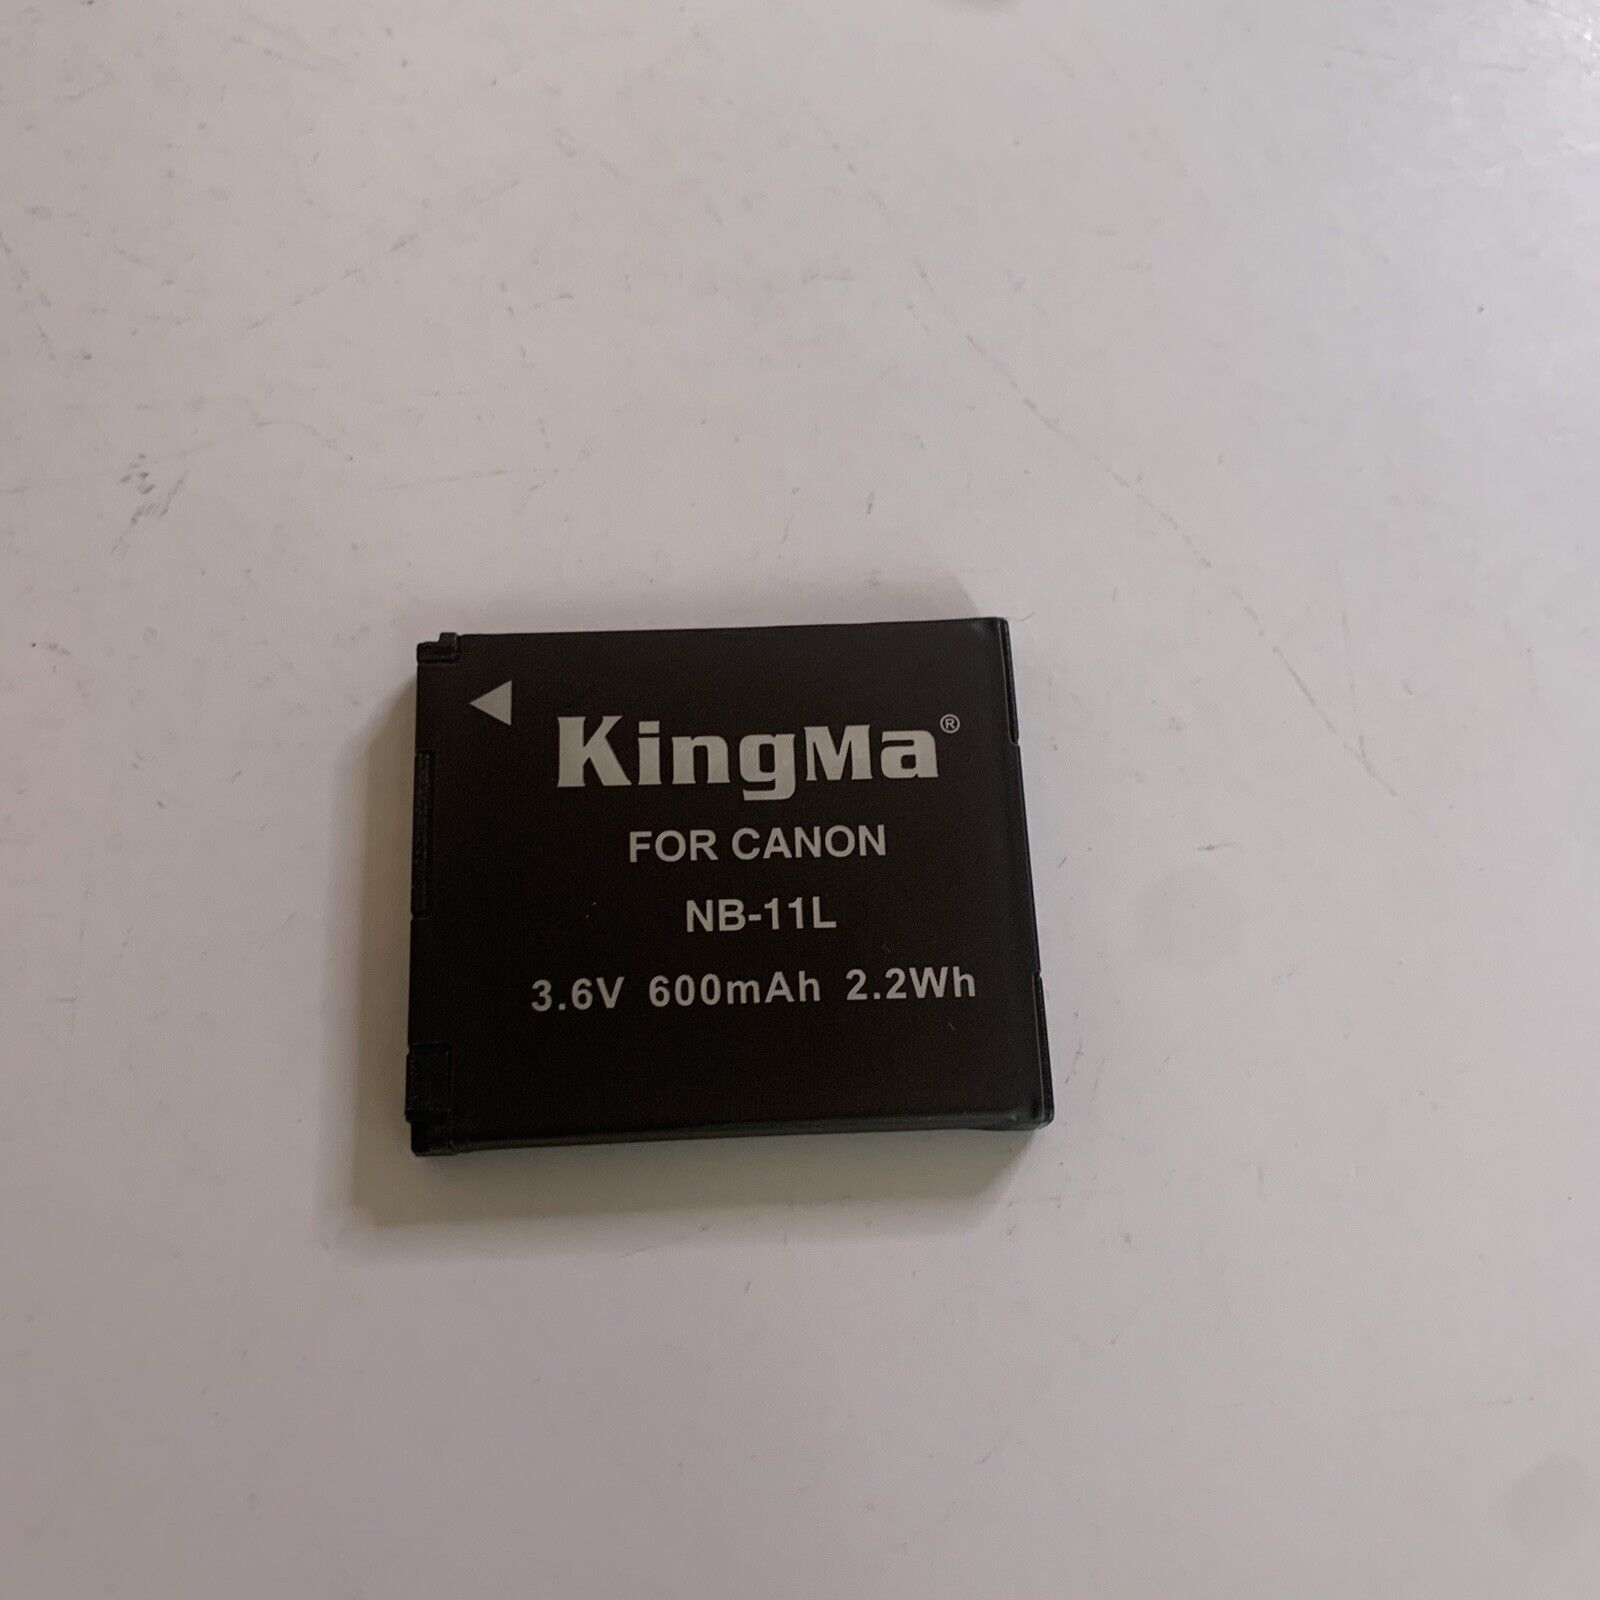 KingMa®
FOR CANON
NB-11L
3.6V 600mAh 2.2Wh